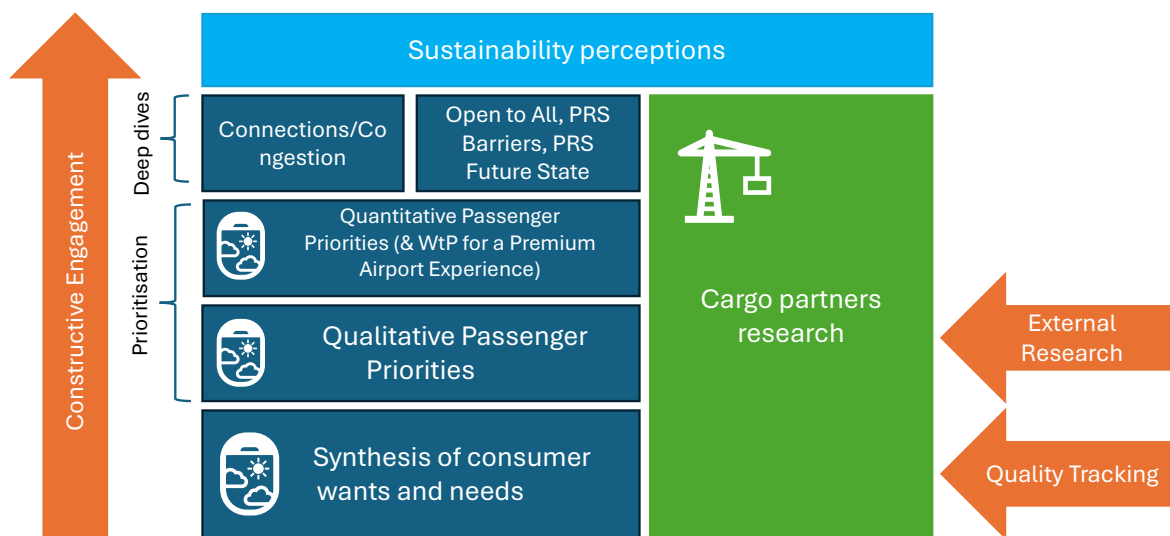 Sustainability perceptions
Constructive Engagement
Deep dives
Connections/Co
ngestion
Open to All, PRS
Barriers, PRS
Future State
Prioritisation
Quantitative Passenger
Priorities (& WtP for a Premium
Airport Experience)
Qualitative Passenger
Priorities
Synthesis of consumer
wants and needs
Cargo partners
research
External
Research
Quality Tracking